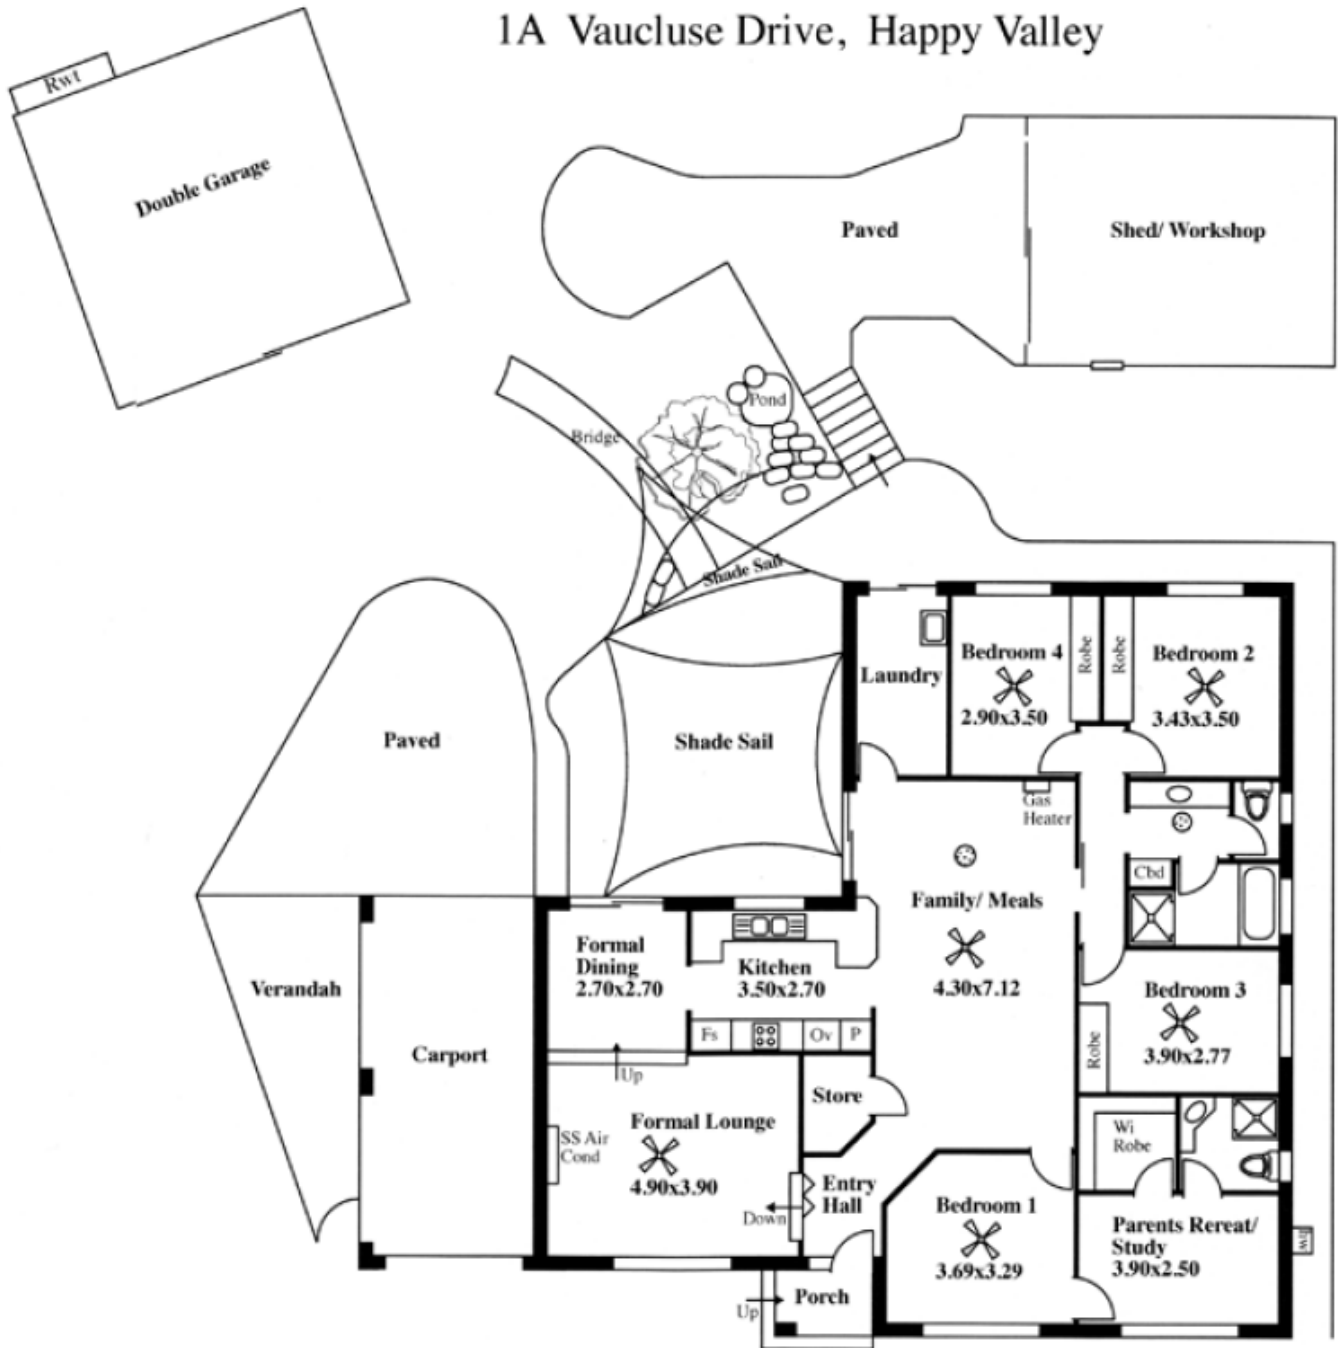 1A Vaucluse Drive, Happy Valley
Rwt
Double Garage
Paved
Shed/ Workshop
Pond
Bridge
Shade Sail
Paved
Shade Sail
Laundry
Bedroom 4
2.90x3.50
Robe
Robe
Bedroom 2
3.43x3.50
Gas
Heater
Cbd
Family/ Meals
4.30x7.12
Formal
Dining
2.70x2.70
Kitchen
3.50x2.70
Verandah
Carport
Bedroom 3
3.90x2.77
Robe
Fs
Ov
P
Up
Store
Formal Lounge
4.90x3.90
SS Air
Cond
Wi
Robe
Entry
Hall
Down
Bedroom 1
3.69x3.29
Parents Rereat/
Study
3.90x2.50
Porch
Up